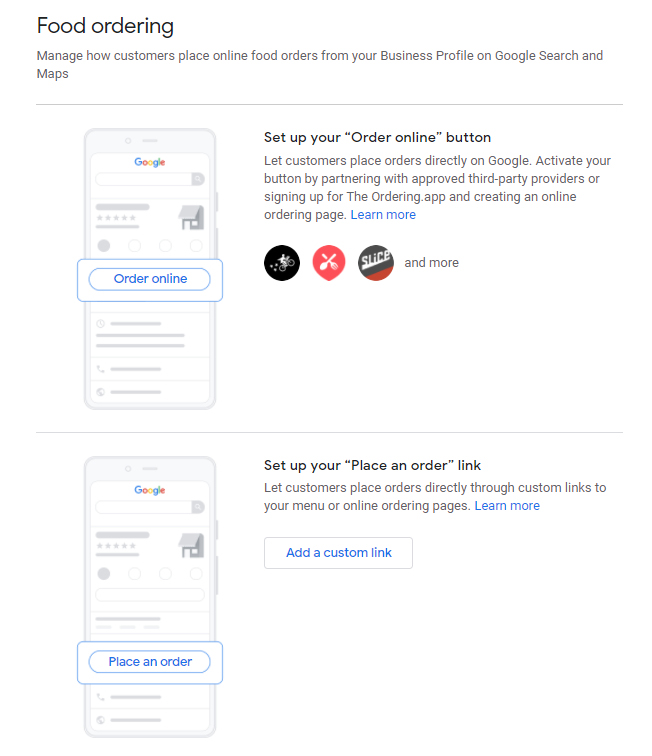 Food ordering
Manage how customers place online food orders from your Business Profile on Google Search and
Maps
Google
Order online
Set up your “Order online” button
Let customers place orders directly on Google. Activate your
button by partnering with approved third-party providers or
signing up for The Ordering.app and creating an online
ordering page. Learn more
SLiCE
and more
Google
Place an order
Set up your “Place an order” link
Let customers place orders directly through custom links to
your menu or online ordering pages. Learn more
Add a custom link